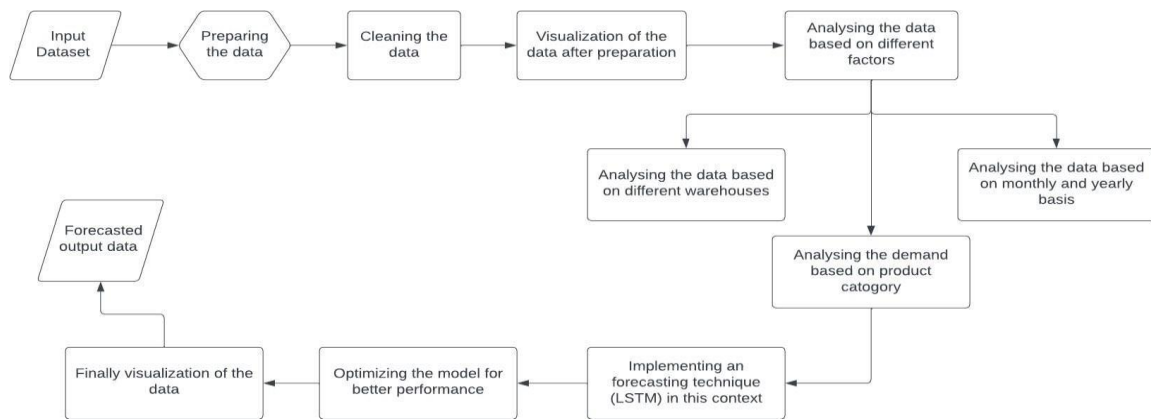 Input
Dataset
Preparing
the data
Cleaning the
data
Visualization of the
data after preparation
Analysing the data
based on different
factors
Analysing the data based
on different warehouses
Analysing the data based
on monthly and yearly
basis
Analysing the demand
based on product
catogory
Forecasted
output data
Finally visualization of the
data
Optimizing the model for
better performance
Implementing an
forecasting technique
(LSTM) in this context